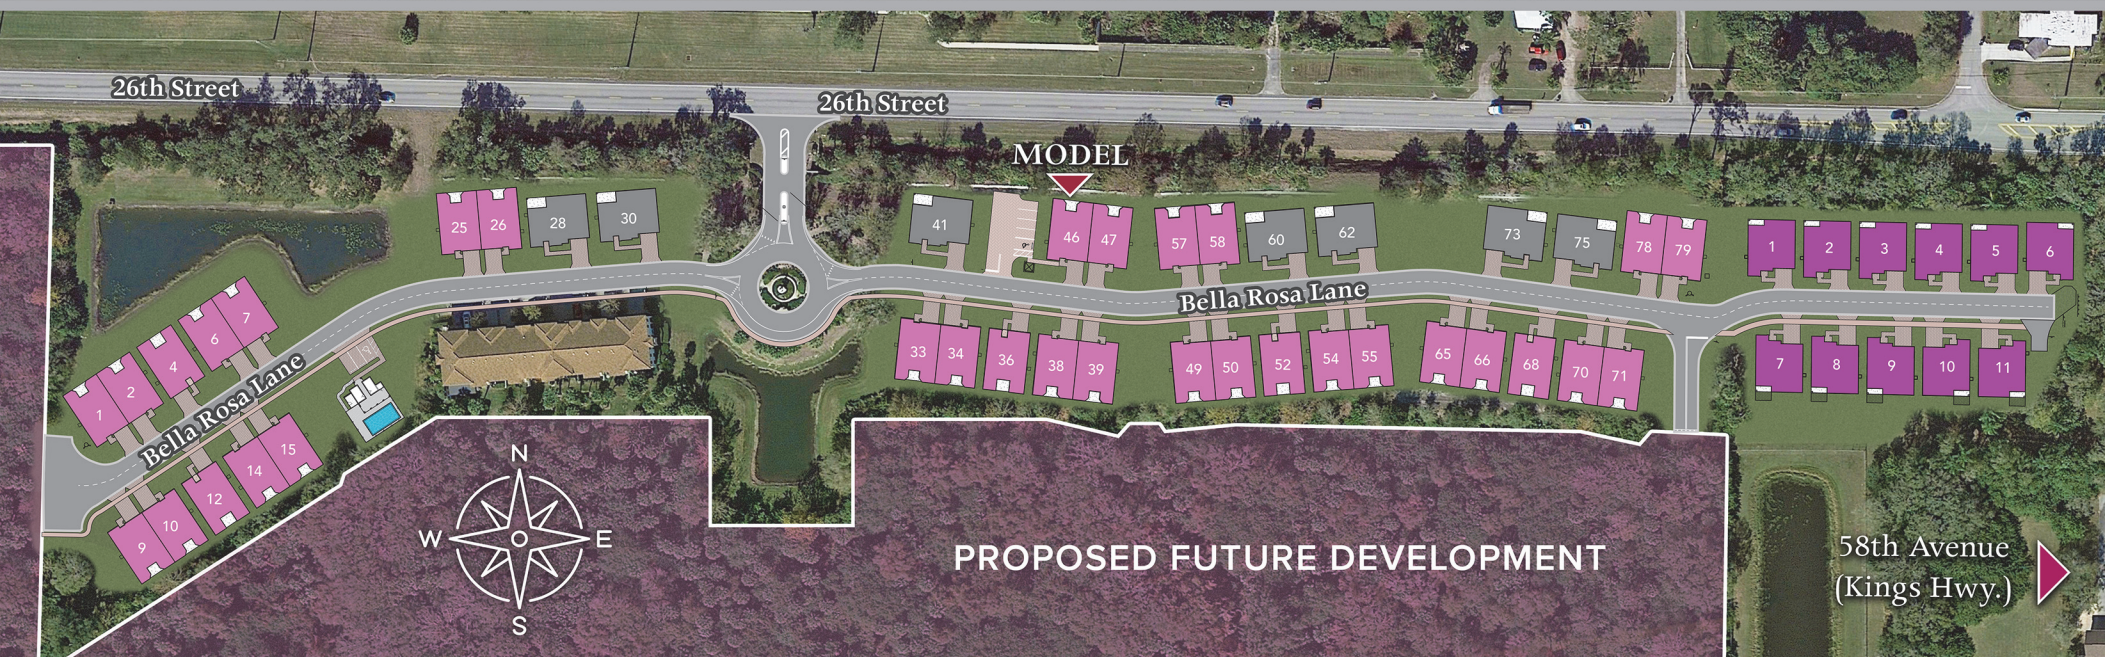 26th Street
26th Street
MODEL
25 26 28 30
41 46 47 57 58 60 62 73 75 78 79
1 2 3 4 5 6
Bella Rosa Lane
33 34 36 38 39 49 50 52 54 55 65 66 68 70 71
7 8 9 10 11
1 2 4 6 7
Bella Rosa Lane
9 10 12 14 15
N
W E
S
PROPOSED FUTURE DEVELOPMENT
58th Avenue
(Kings Hwy.)